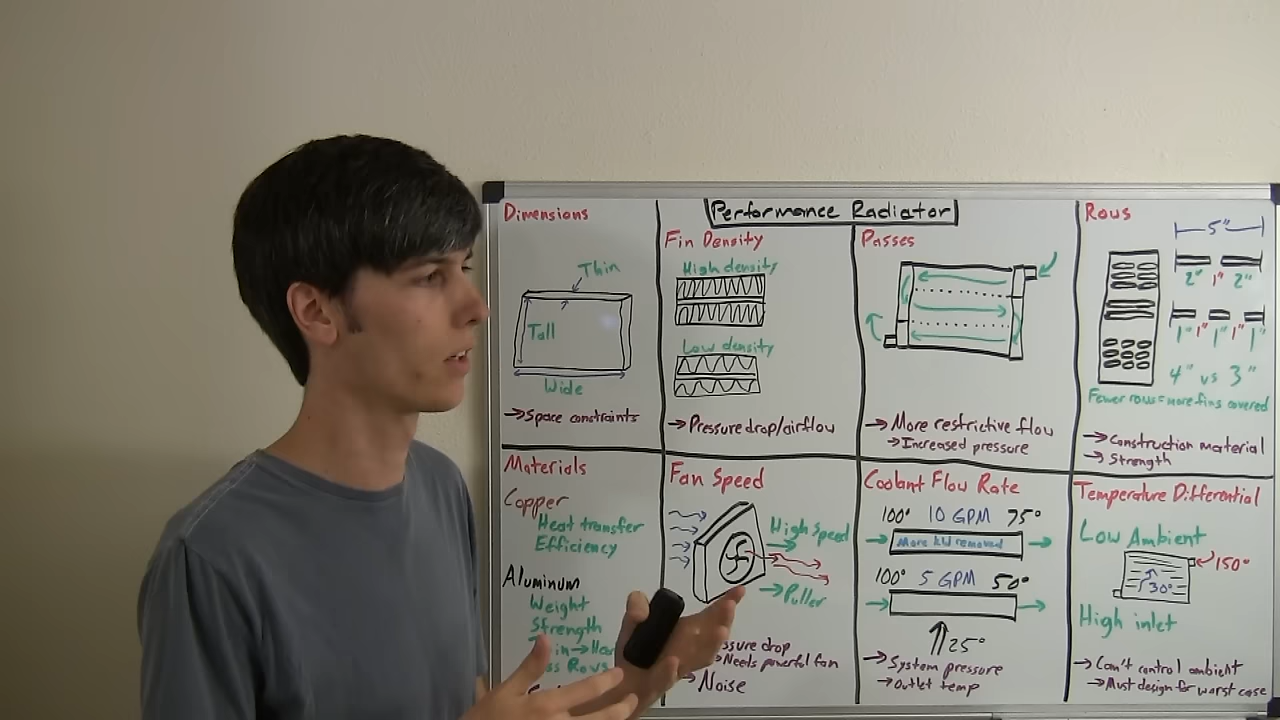 Performance Radiator
Dimensions
Thin
Tall
Wide
→Space constraints
Fin Density
High density
Low density
→Pressure drop/airflow
Passes
→More restrictive flow
→Increased pressure
Rows
5"
2" 1" 2"
1" 1" 1" 1" 1"
4" vs 3"
Fewer rows=more fins covered
→Construction material
→Strength
Materials
Copper
Heat transfer
Efficiency
Aluminum
Weight
Strength
Rows
Fan Speed
High Speed
→Puller
drop
→Needs powerful fan
→Noise
Coolant Flow Rate
100° 10 GPM 75°
More kW removed
100° 5 GPM 50°
25°
→System pressure
→Outlet temp
Temperature Differential
Low Ambient
150°
30°
High inlet
→Can't control ambient
→Must design for worst case